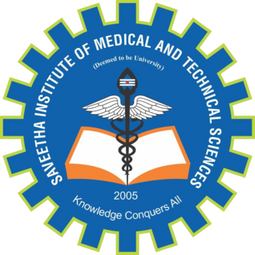 SAVEETHA INSTITUTE OF MEDICAL AND TECHNICAL SCIENCES
(Deemed to be University)
2005
Knowledge Conquers All